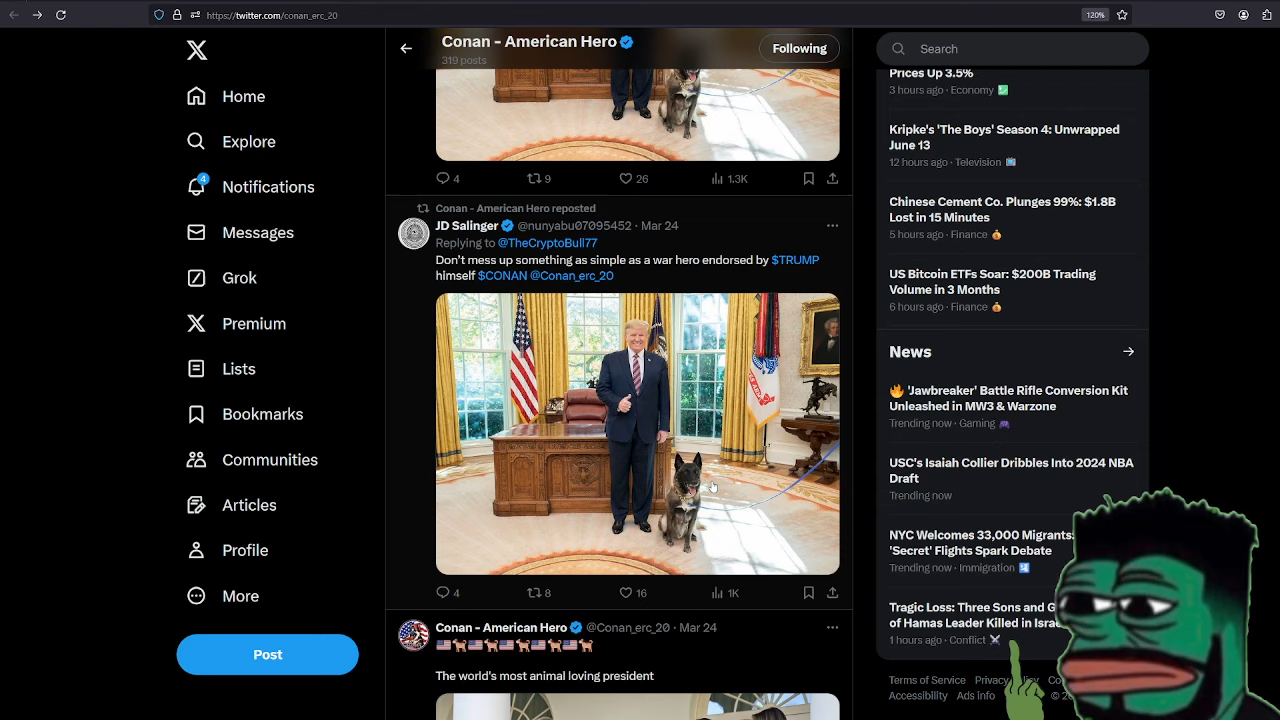 https://twitter.com/conan_erc_20
120%
Home
Explore
4
Notifications
Messages
Grok
Premium
Lists
Bookmarks
Communities
Articles
Profile
More
Post
Conan - American Hero
319 posts
Following
4 9 26 1.3K
Conan - American Hero reposted
JD Salinger @nunyabu07095452 · Mar 24
Replying to @TheCryptoBull77
Don't mess up something as simple as a war hero endorsed by $TRUMP
himself $CONAN @Conan_erc_20
4 8 16 1K
Conan - American Hero @Conan_erc_20 · Mar 24
The world's most animal loving president
Search
Prices Up 3.5%
3 hours ago · Economy
Kripke's 'The Boys' Season 4: Unwrapped
June 13
12 hours ago · Television
Chinese Cement Co. Plunges 99%: $1.8B
Lost in 15 Minutes
5 hours ago · Finance
US Bitcoin ETFs Soar: $200B Trading
Volume in 3 Months
6 hours ago · Finance
News
'Jawbreaker' Battle Rifle Conversion Kit
Unleashed in MW3 & Warzone
Trending now · Gaming
USC's Isaiah Collier Dribbles Into 2024 NBA
Draft
Trending now
NYC Welcomes 33,000 Migrants:
'Secret' Flights Spark Debate
Trending now · Immigration
Tragic Loss: Three Sons and
of Hamas Leader Killed in
1 hours ago · Conflict
Terms of Service
Accessibility Ads info ©